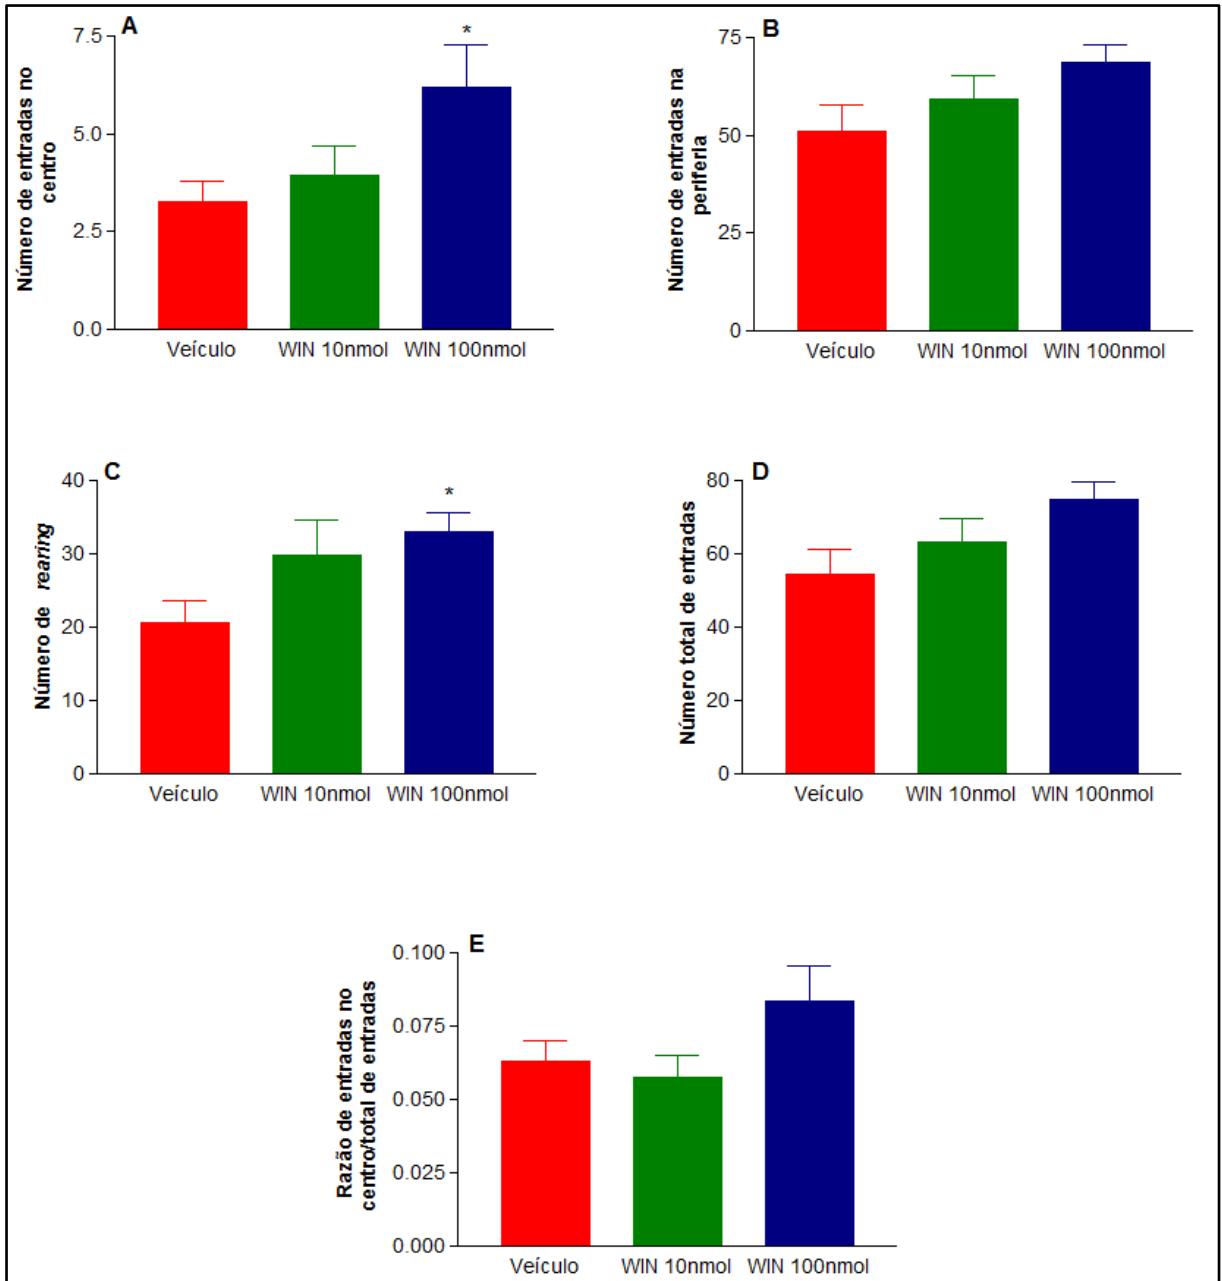 A
7.5
5.0
2.5
0.0
Número de entradas no
centro
*
Veículo
WIN 10nmol
WIN 100nmol
B
75
50
25
0
Número de entradas na
periferia
Veículo
WIN 10nmol
WIN 100nmol
C
40
30
20
10
0
Número de rearing
*
Veículo
WIN 10nmol
WIN 100nmol
D
80
60
40
20
0
Número total de entradas
Veículo
WIN 10nmol
WIN 100nmol
E
0.100
0.075
0.050
0.025
0.000
Razão de entradas no
centro/total de entradas
Veículo
WIN 10nmol
WIN 100nmol